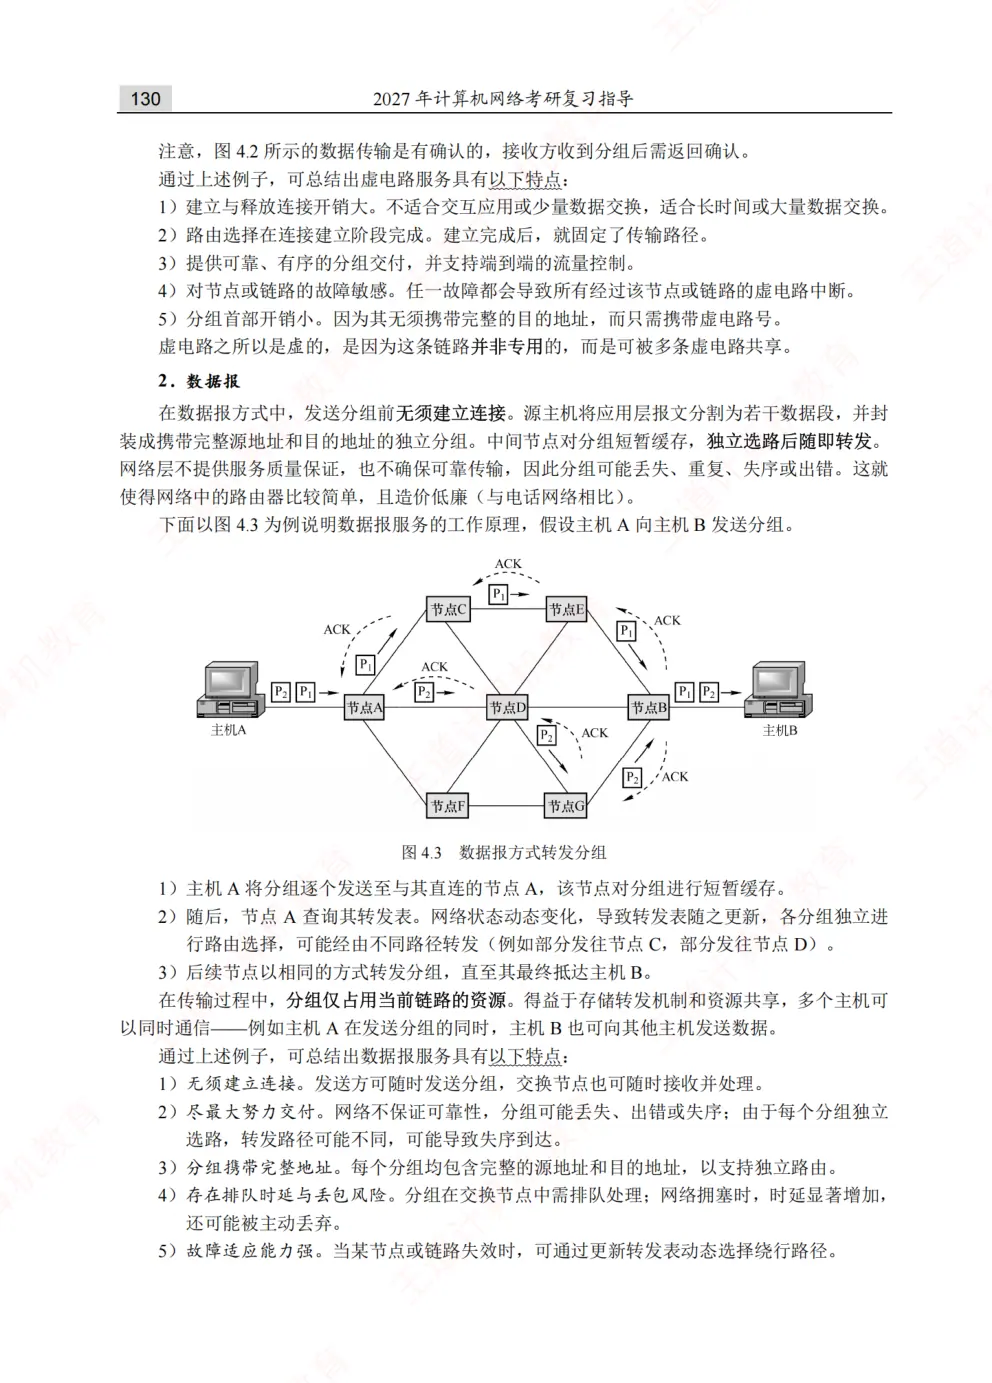 130
2027 年计算机网络考研复习指导
注意，图 4.2 所示的数据传输是有确认的，接收方收到分组后需返回确认。
通过上述例子，可总结出虚电路服务具有以下特点：
1）建立与释放连接开销大。不适合交互应用或少量数据交换，适合长时间或大量数据交换。
2）路由选择在连接建立阶段完成。建立完成后，就固定了传输路径。
3）提供可靠、有序的分组交付，并支持端到端的流量控制。
4）对节点或链路的故障敏感。任一故障都会导致所有经过该节点或链路的虚电路中断。
5）分组首部开销小。因为其无须携带完整的目的地址，而只需携带虚电路号。
虚电路之所以是虚的，是因为这条链路并非专用的，而是可被多条虚电路共享。
2．数据报
在数据报方式中，发送分组前无须建立连接。源主机将应用层报文分割为若干数据段，并封
装成携带完整源地址和目的地址的独立分组。中间节点对分组短暂缓存，独立选路后随即转发。
网络层不提供服务质量保证，也不确保可靠传输，因此分组可能丢失、重复、失序或出错。这就
使得网络中的路由器比较简单，且造价低廉（与电话网络相比）。
下面以图 4.3 为例说明数据报服务的工作原理，假设主机 A 向主机 B 发送分组。
ACK
P1
节点C
节点E
ACK
P1
ACK
P1
ACK
P2
P2 P1
节点A
节点D
节点B
P1 P2
主机A
主机B
P2
ACK
P2
ACK
节点F
节点G
图 4.3 数据报方式转发分组
1）主机 A 将分组逐个发送至与其直连的节点 A，该节点对分组进行短暂缓存。
2）随后，节点 A 查询其转发表。网络状态动态变化，导致转发表随之更新，各分组独立进
行路由选择，可能经由不同路径转发（例如部分发往节点 C，部分发往节点 D）。
3）后续节点以相同的方式转发分组，直至其最终抵达主机 B。
在传输过程中，分组仅占用当前链路的资源。得益于存储转发机制和资源共享，多个主机可
以同时通信——例如主机 A 在发送分组的同时，主机 B 也可向其他主机发送数据。
通过上述例子，可总结出数据报服务具有以下特点：
1）无须建立连接。发送方可随时发送分组，交换节点也可随时接收并处理。
2）尽最大努力交付。网络不保证可靠性，分组可能丢失、出错或失序；由于每个分组独立
选路，转发路径可能不同，可能导致失序到达。
3）分组携带完整地址。每个分组均包含完整的源地址和目的地址，以支持独立路由。
4）存在排队时延与丢包风险。分组在交换节点中需排队处理；网络拥塞时，时延显著增加，
还可能被主动丢弃。
5）故障适应能力强。当某节点或链路失效时，可通过更新转发表动态选择绕行路径。